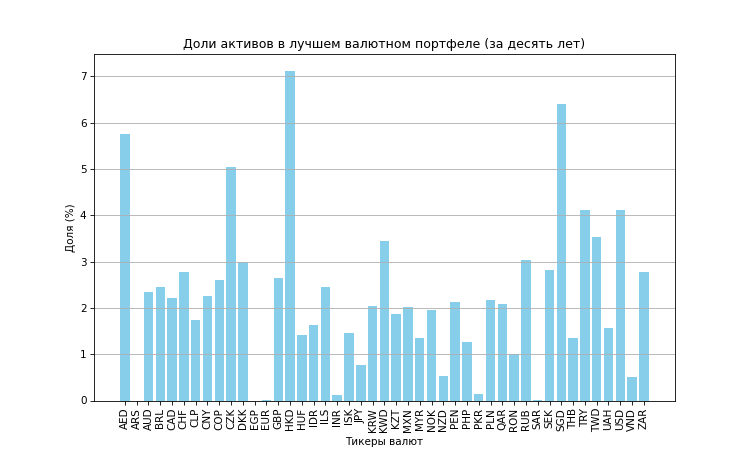 Доли активов в лучшем валютном портфеле (за десять лет)
Доля (%)
7
6
5
4
3
2
1
0
AED ARS AUD BRL CAD CHF CLP CNY COP CZK DKK EGP EUR GBP HKD HUF IDR ILS INR ISK JPY KRW KWD KZT MXN MYR NOK NZD PEN PHP PKR PLN QAR RON RUB SAR SEK SGD THB TRY TWD UAH USD VND ZAR
Тикеры валют